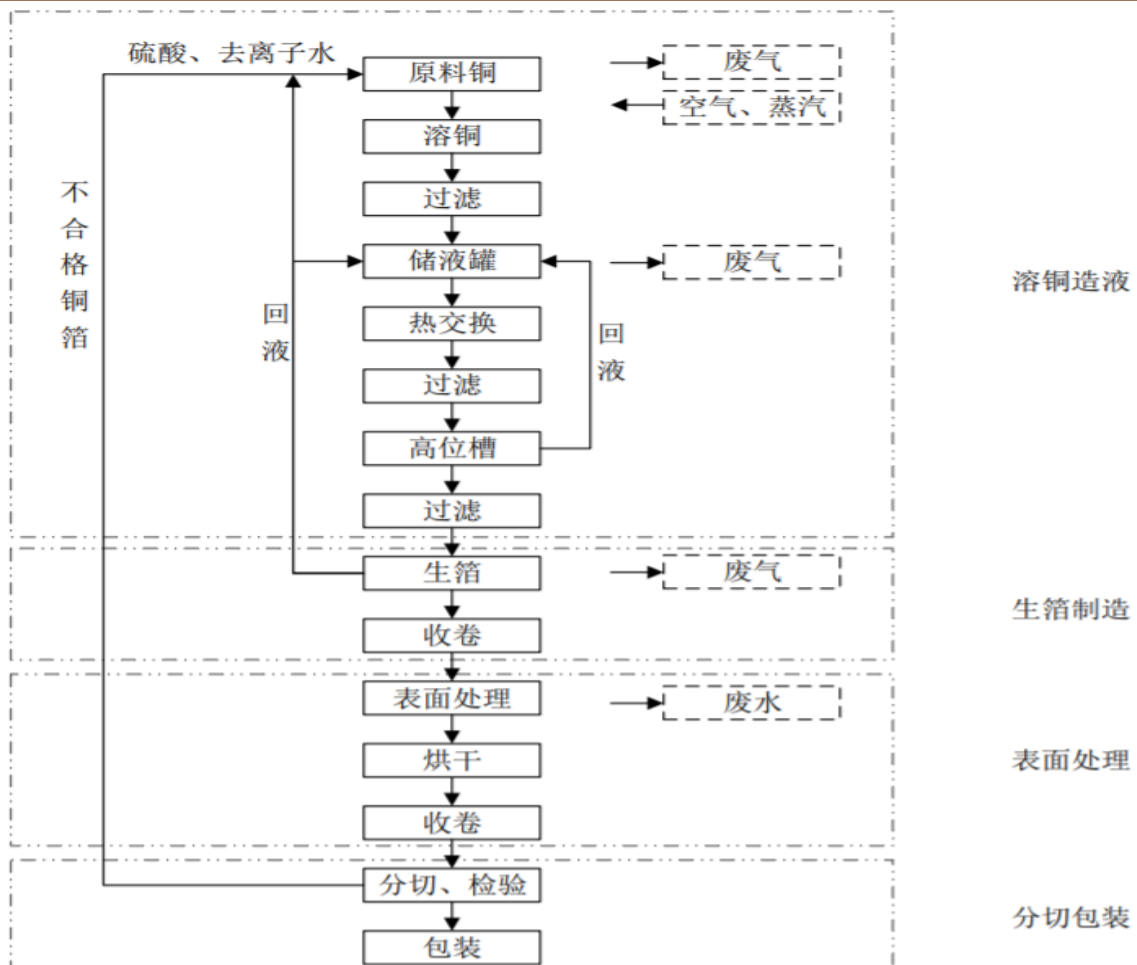 硫酸、去离子水
原料铜
废气
空气、蒸汽
溶铜
过滤
不合格铜箔
储液罐
废气
溶铜造液
回液
热交换
回液
过滤
高位槽
过滤
生箔
废气
生箔制造
收卷
表面处理
废水
烘干
表面处理
收卷
分切、检验
分切包装
包装